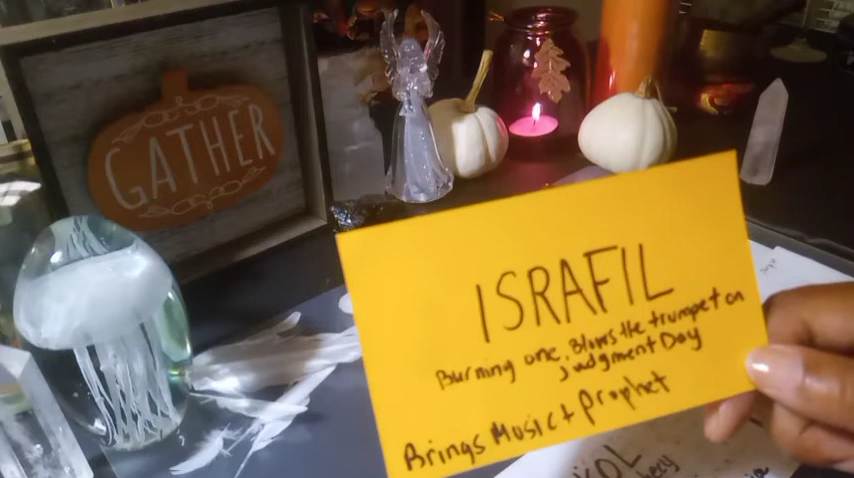 GATHER
ISRAFIL
Burning one, Blows the trumpet on
judgment Day
Brings Music + Prophet